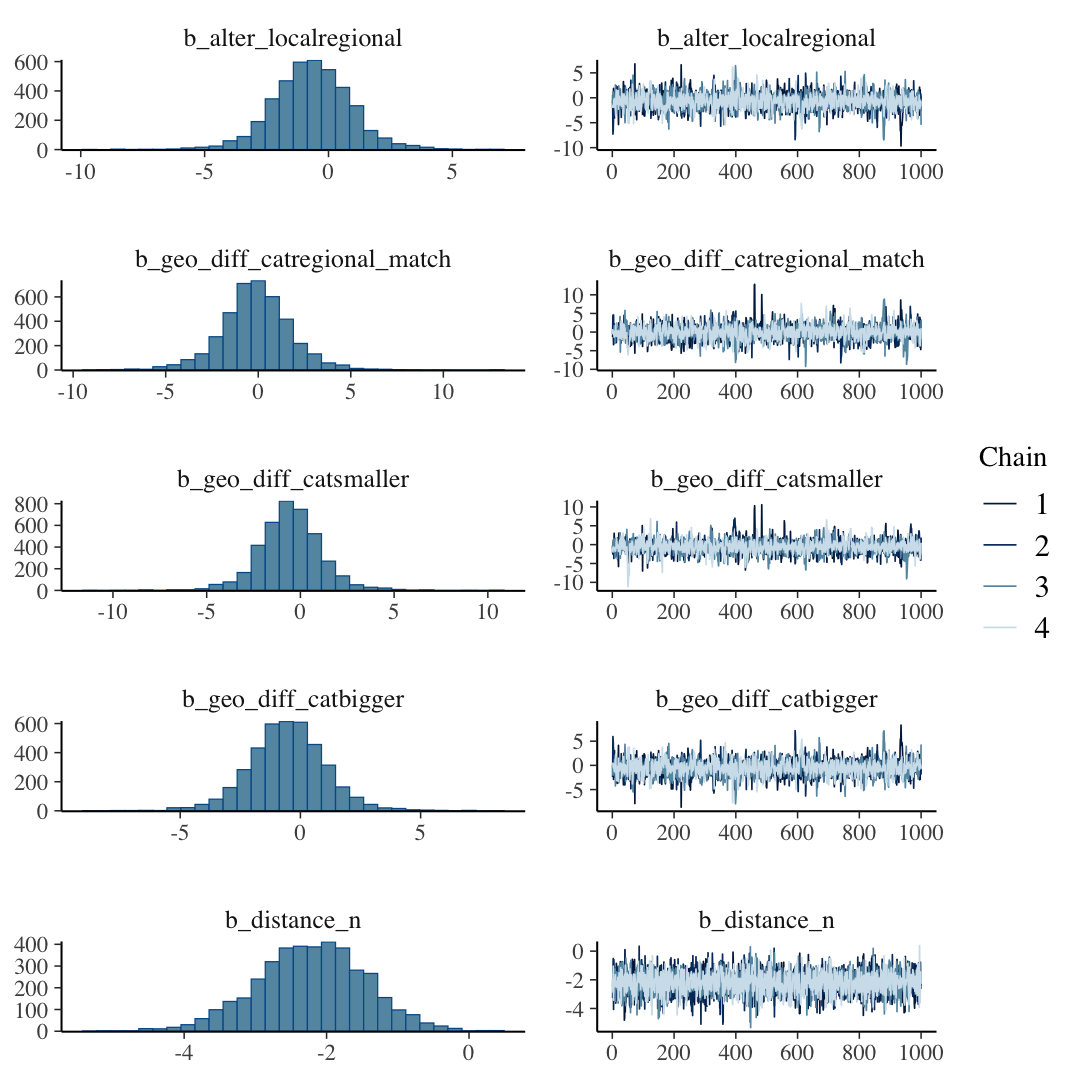 b_alter_localregional
600
400
200
0
-10 -5 0 5
b_alter_localregional
5
0
-5
-10
0 200 400 600 800 1000
b_geo_diff_catregional_match
600
400
200
0
-10 -5 0 5 10
b_geo_diff_catregional_match
10
5
0
-5
-10
0 200 400 600 800 1000
b_geo_diff_catsmaller
800
600
400
200
0
-10 -5 0 5 10
b_geo_diff_catsmaller
10
5
0
-5
-10
0 200 400 600 800 1000
b_geo_diff_catbigger
600
400
200
0
-5 0 5
b_geo_diff_catbigger
5
0
-5
0 200 400 600 800 1000
b_distance_n
400
300
200
100
0
-4 -2 0
b_distance_n
0
-2
-4
0 200 400 600 800 1000
Chain
1
2
3
4